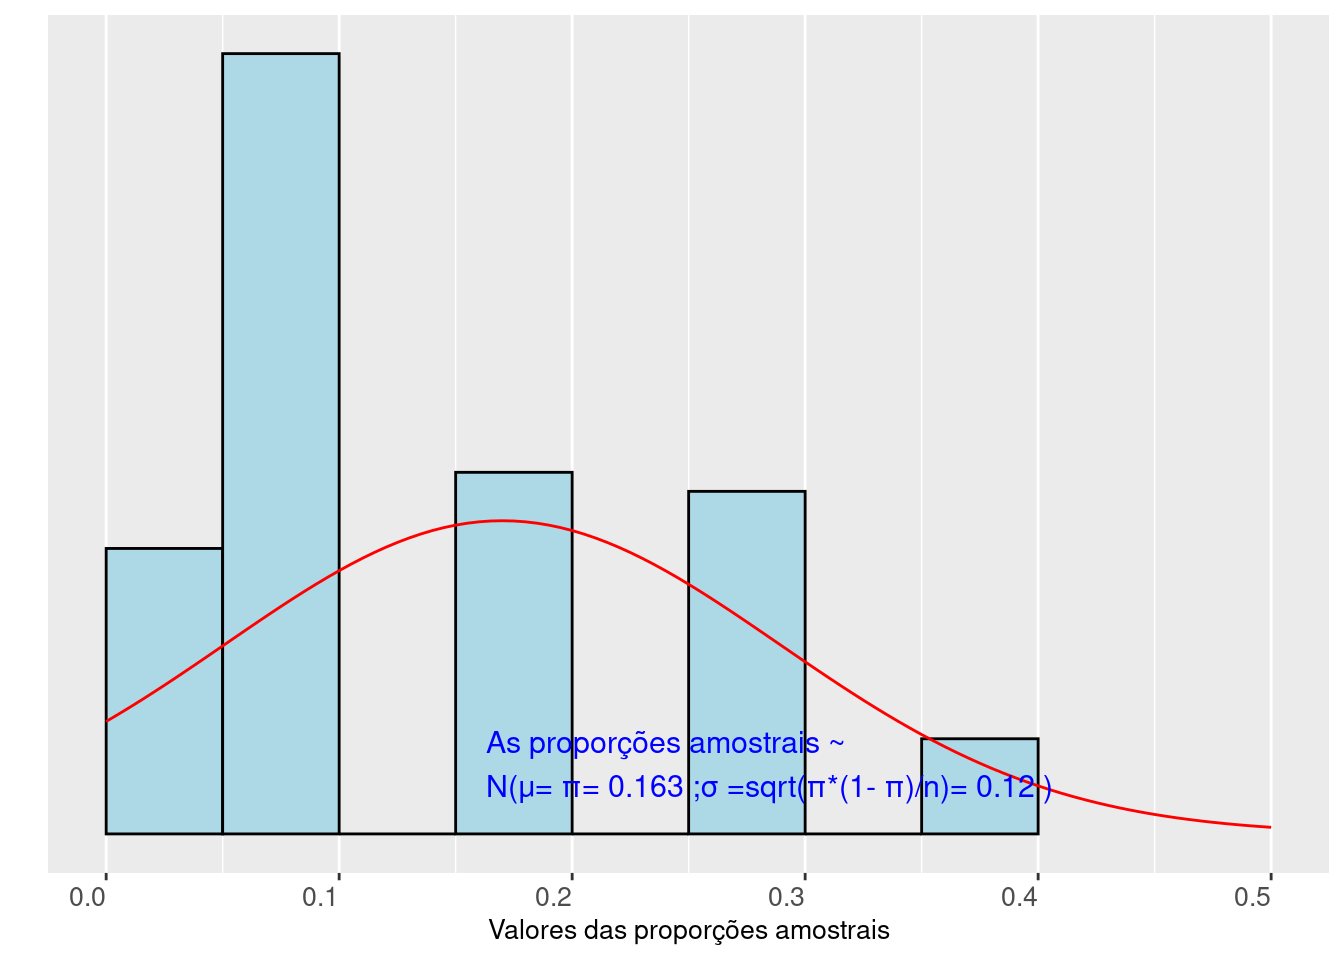 As proporções amostrais ~
N(μ= π= 0.163 ;σ =sqrt(π*(1- π)/n)= 0.12 )
0.0 0.1 0.2 0.3 0.4 0.5
Valores das proporções amostrais